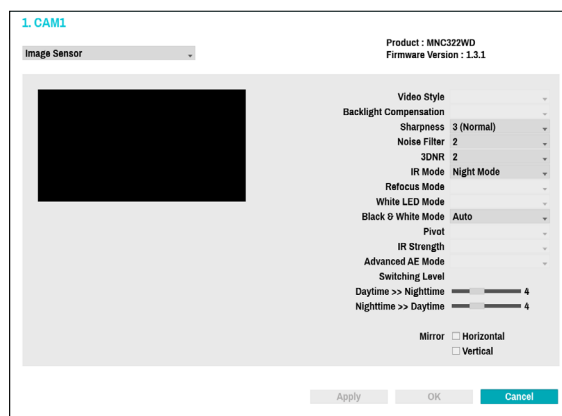 1. CAM1
Image Sensor
Product : MNC322WD
Firmware Version : 1.3.1
Video Style
Backlight Compensation
Sharpness 3 (Normal)
Noise Filter 2
3DNR 2
IR Mode Night Mode
Refocus Mode
White LED Mode
Black & White Mode Auto
Pivot
IR Strength
Advanced AE Mode
Switching Level
Daytime >> Nighttime 4
Nighttime >> Daytime 4
Mirror Horizontal
Vertical
Apply OK Cancel